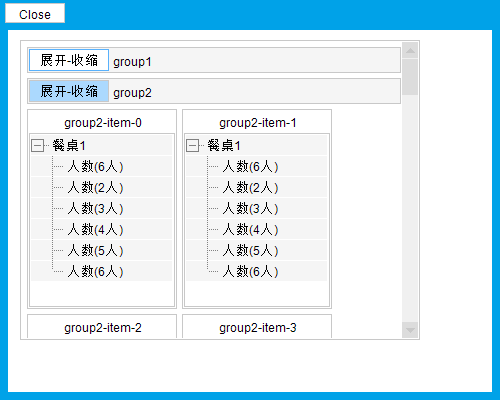 Close
展开-收缩 group1
展开-收缩 group2
group2-item-0 group2-item-1
餐桌1 餐桌1
人数(6人) 人数(6人)
人数(2人) 人数(2人)
人数(3人) 人数(3人)
人数(4人) 人数(4人)
人数(5人) 人数(5人)
人数(6人) 人数(6人)
group2-item-2 group2-item-3